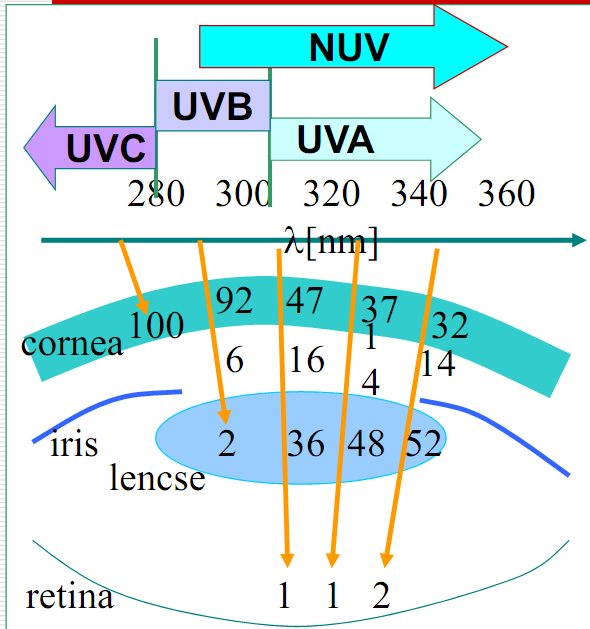 NUV
UVB
UVC UVA
280 300 320 340 360
λ[nm]
92 47 37
100 32
cornea
1
6 16 14
4
iris 2 36 48 52
lencse
retina 1 1 2